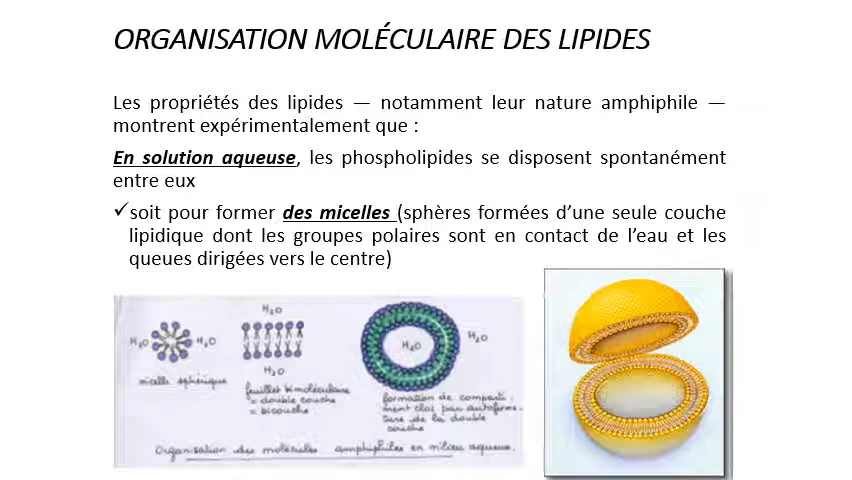 ORGANISATION MOLÉCULAIRE DES LIPIDES
Les propriétés des lipides — notamment leur nature amphiphile —
montrent expérimentalement que :
En solution aqueuse, les phospholipides se disposent spontanément
entre eux
✓soit pour former des micelles (sphères formées d’une seule couche
lipidique dont les groupes polaires sont en contact de l’eau et les
queues dirigées vers le centre)
H2O
H2O
micelle sphérique
H2O
H2O
feuillet bimoléculaire
= double couche
= bicouche
H2O
H2O
formation de comparti-
ment clos par autoferme-
ture de la double
couche
Organisation des molécules amphiphiles en milieu aqueux.